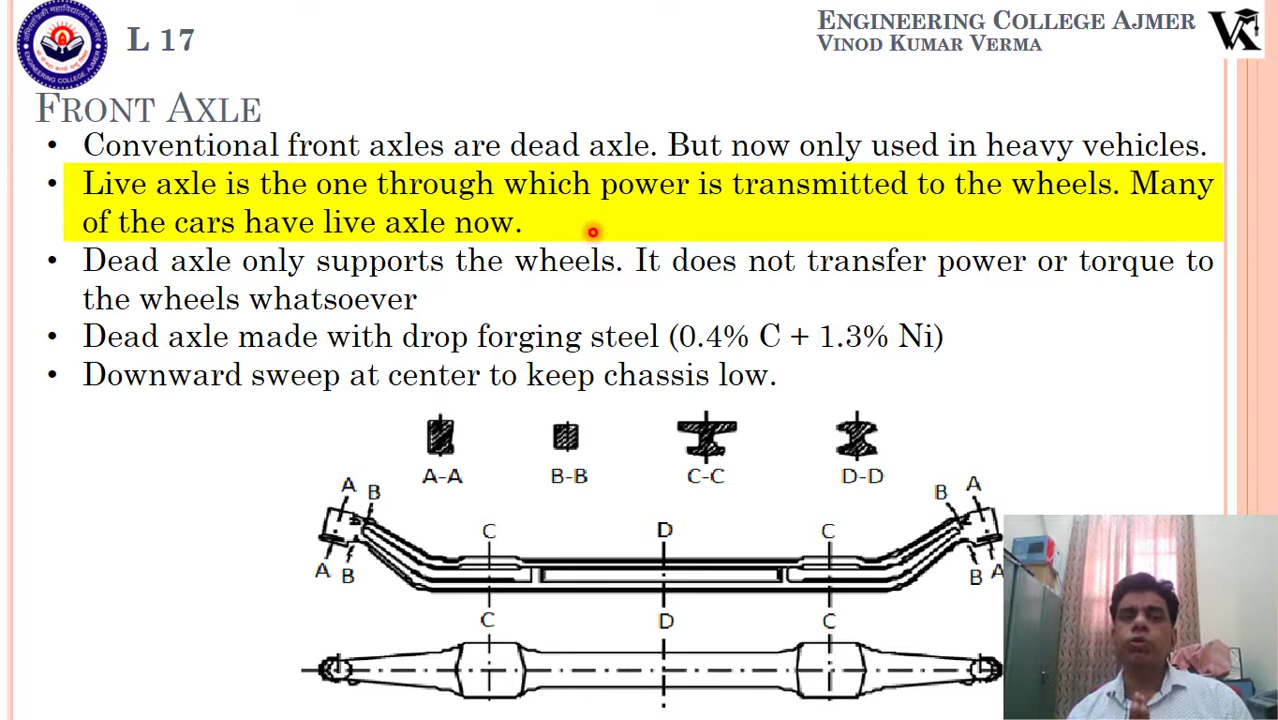 L 17
ENGINEERING COLLEGE AJMER
VINOD KUMAR VERMA
FRONT AXLE
• Conventional front axles are dead axle. But now only used in heavy vehicles.
• Live axle is the one through which power is transmitted to the wheels. Many
of the cars have live axle now.
• Dead axle only supports the wheels. It does not transfer power or torque to
the wheels whatsoever
• Dead axle made with drop forging steel (0.4% C + 1.3% Ni)
• Downward sweep at center to keep chassis low.
A-A B-B C-C D-D
A B B A
C D C
A B B A
C D C